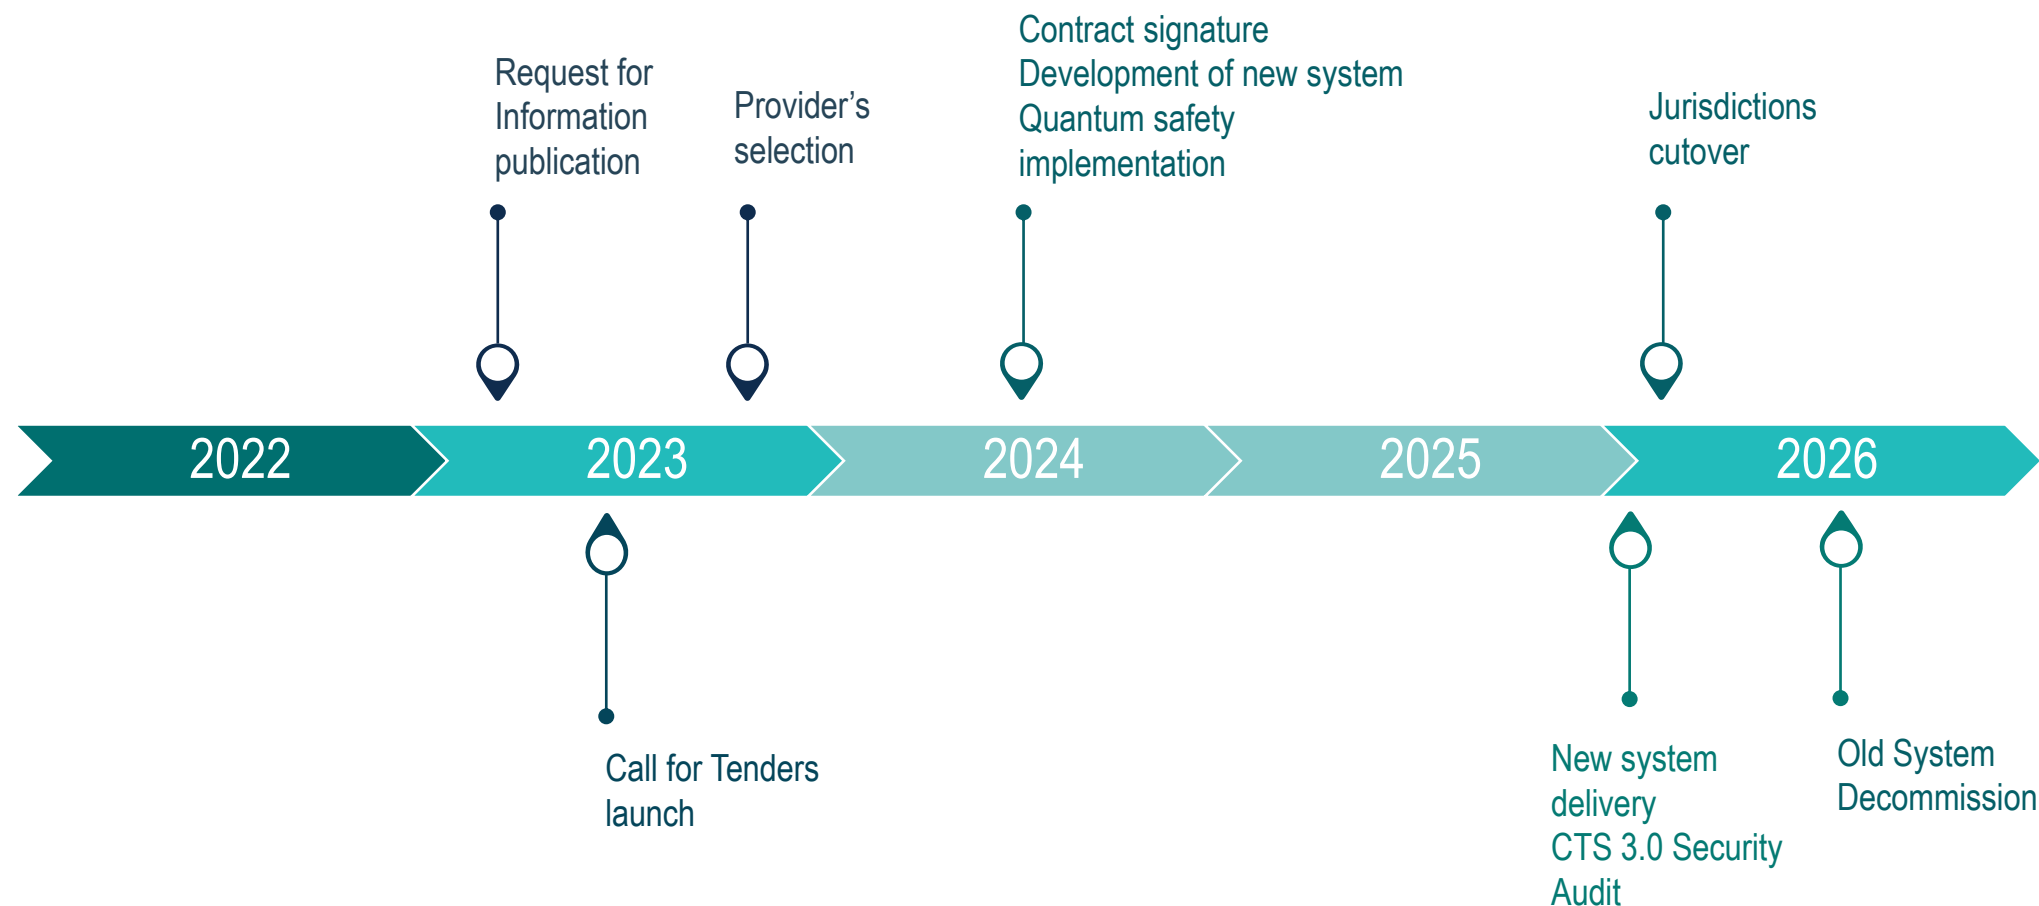 Request for
Information
publication
Provider’s
selection
Contract signature
Development of new system
Quantum safety
implementation
Jurisdictions
cutover
2022
2023
2024
2025
2026
Call for Tenders
launch
New system
delivery
CTS 3.0 Security
Audit
Old System
Decommission